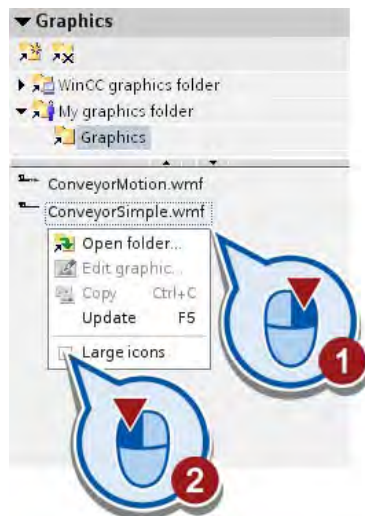 Graphics
WinCC graphics folder
My graphics folder
Graphics
ConveyorMotion.wmf
ConveyorSimple.wmf
Open folder...
Edit graphic...
Copy Ctrl+C
Update F5
Large icons
1
2